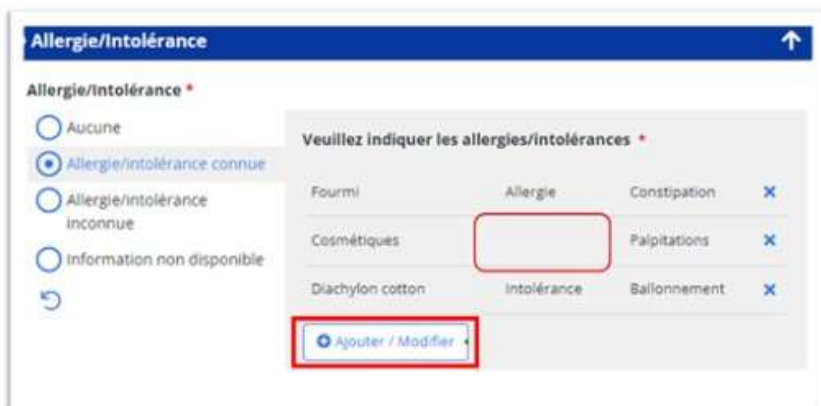 Allergie/Intolérance
Allergie/Intolérance *
Aucune
Allergie/intolérance connue
Allergie/intolérance
inconnue
Information non disponible
Veuillez indiquer les allergies/intolérances *
Fourmi Allergie Constipation
Cosmétiques Palpitations
Diachylon cotton Intolérance Ballonnement
Ajouter / Modifier